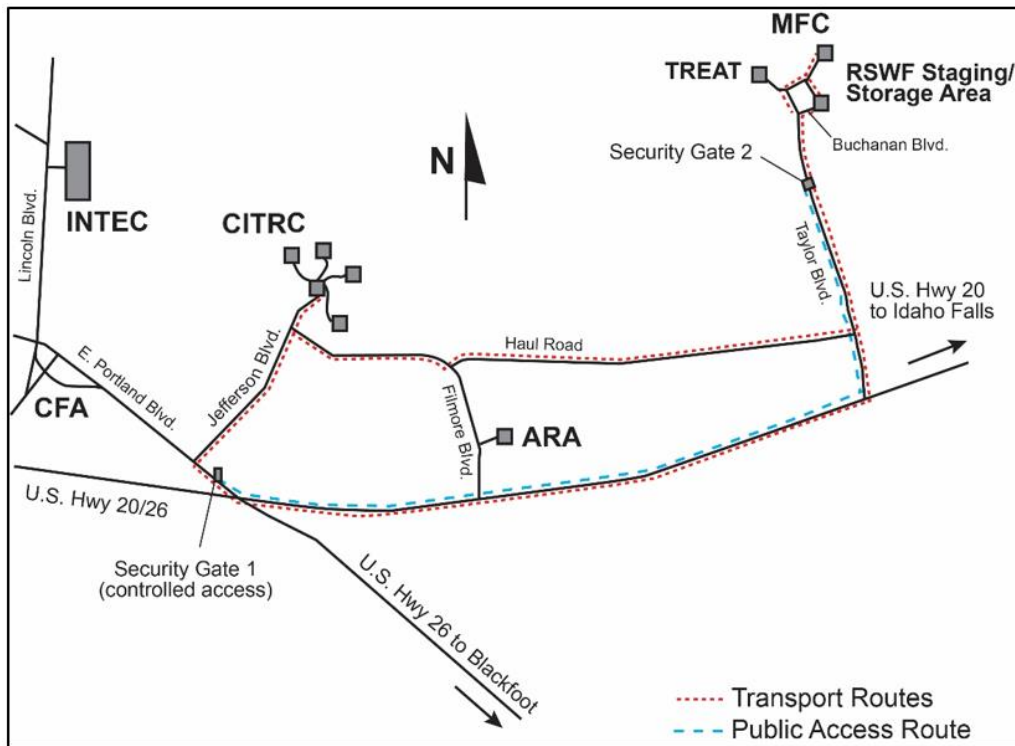 MFC
TREAT
RSWF Staging/
Storage Area
Buchanan Blvd.
Security Gate 2
N
INTEC
Lincoln Blvd.
CITRC
Taylor Blvd.
U.S. Hwy 20
to Idaho Falls
Haul Road
E. Portland Blvd.
Jefferson Blvd.
Filmore Blvd.
CFA
ARA
U.S. Hwy 20/26
Security Gate 1
(controlled access)
U.S. Hwy 26 to Blackfoot
Transport Routes
Public Access Route